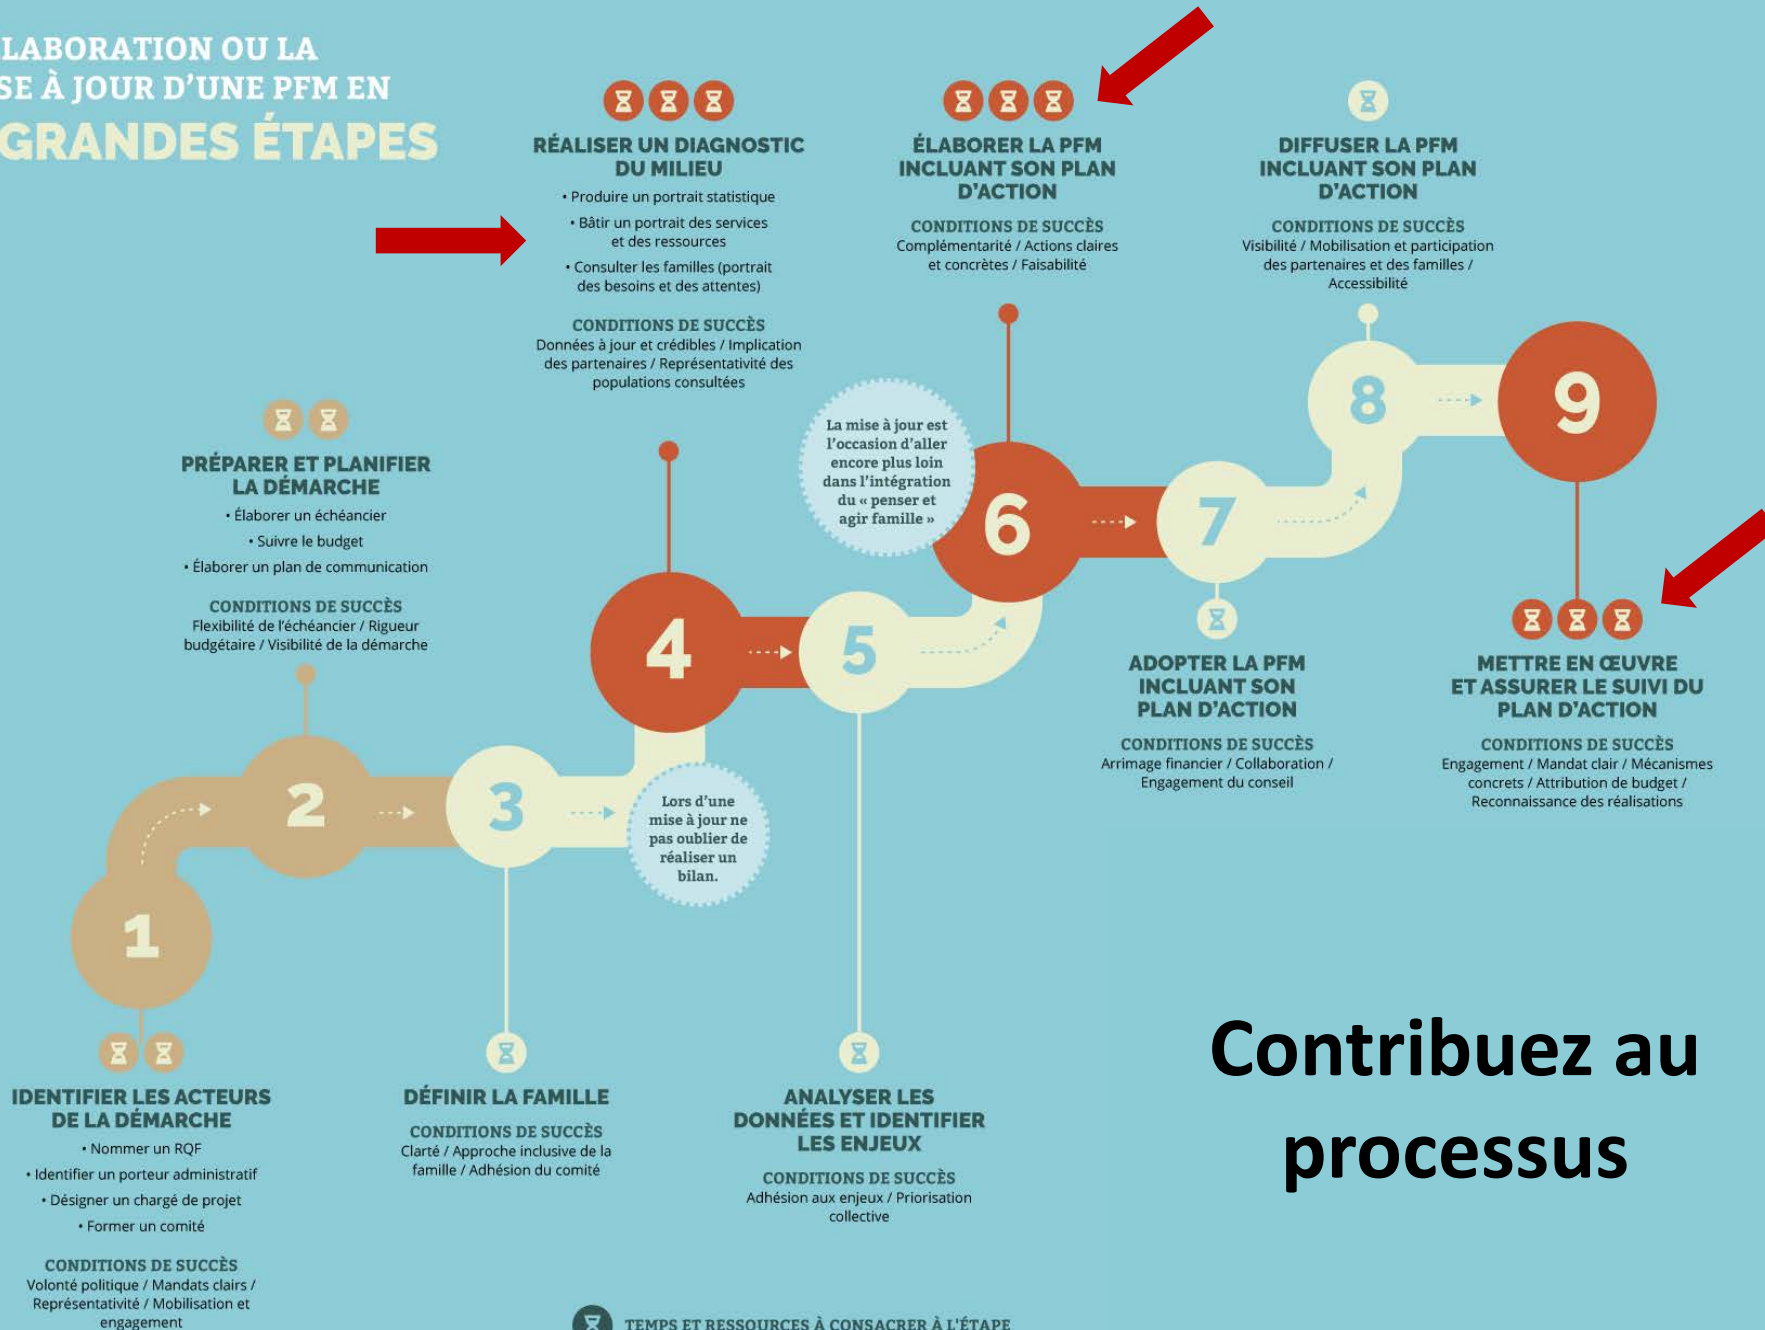 LABORATION OU LA
SE À JOUR D'UNE PFM EN
GRANDES ÉTAPES
1
IDENTIFIER LES ACTEURS
DE LA DÉMARCHE
• Nommer un RQF
• Identifier un porteur administratif
• Désigner un chargé de projet
• Former un comité
CONDITIONS DE SUCCÈS
Volonté politique / Mandats clairs /
Représentativité / Mobilisation et
engagement
2
PRÉPARER ET PLANIFIER
LA DÉMARCHE
• Élaborer un échéancier
• Suivre le budget
• Élaborer un plan de communication
CONDITIONS DE SUCCÈS
Flexibilité de l'échéancier / Rigueur
budgétaire / Visibilité de la démarche
3
DÉFINIR LA FAMILLE
CONDITIONS DE SUCCÈS
Clarté / Approche inclusive de la
famille / Adhésion du comité
Lors d'une
mise à jour ne
pas oublier de
réaliser un
bilan.
4
RÉALISER UN DIAGNOSTIC
DU MILIEU
• Produire un portrait statistique
• Bâtir un portrait des services
et des ressources
• Consulter les familles (portrait
des besoins et des attentes)
CONDITIONS DE SUCCÈS
Données à jour et crédibles / Implication
des partenaires / Représentativité des
populations consultées
5
ANALYSER LES
DONNÉES ET IDENTIFIER
LES ENJEUX
CONDITIONS DE SUCCÈS
Adhésion aux enjeux / Priorisation
collective
La mise à jour est
l'occasion d'aller
encore plus loin
dans l'intégration
du « penser et
agir famille »
6
ÉLABORER LA PFM
INCLUANT SON PLAN
D'ACTION
CONDITIONS DE SUCCÈS
Complémentarité / Actions claires
et concrètes / Faisabilité
7
ADOPTER LA PFM
INCLUANT SON
PLAN D'ACTION
CONDITIONS DE SUCCÈS
Arrimage financier / Collaboration /
Engagement du conseil
8
DIFFUSER LA PFM
INCLUANT SON PLAN
D'ACTION
CONDITIONS DE SUCCÈS
Visibilité / Mobilisation et participation
des partenaires et des familles /
Accessibilité
9
METTRE EN ŒUVRE
ET ASSURER LE SUIVI DU
PLAN D'ACTION
CONDITIONS DE SUCCÈS
Engagement / Mandat clair / Mécanismes
concrets / Attribution de budget /
Reconnaissance des réalisations
Contribuez au
processus
TEMPS ET RESSOURCES À CONSACRER À L'ÉTAPE